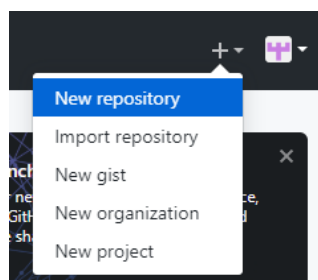 New repository
Import repository
New gist
New organization
New project